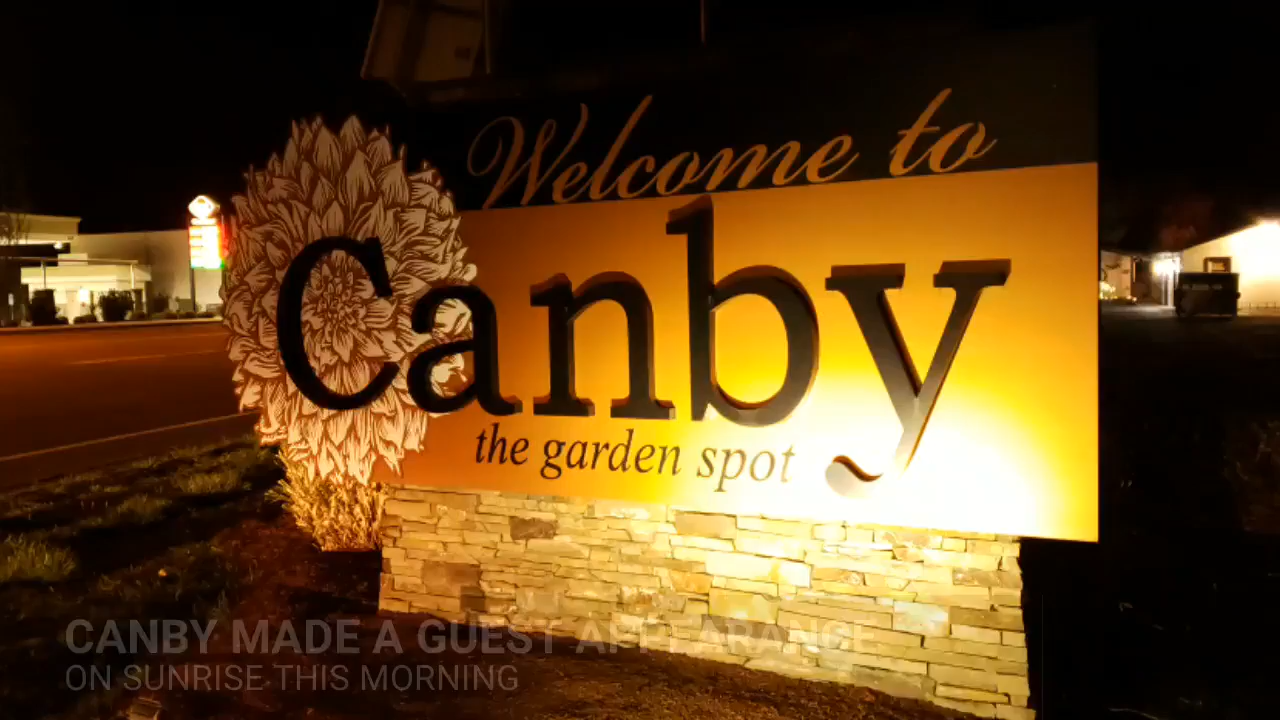 Welcome to
Canby
the garden spot
CANBY MADE A GUEST APPEARANCE
ON SUNRISE THIS MORNING